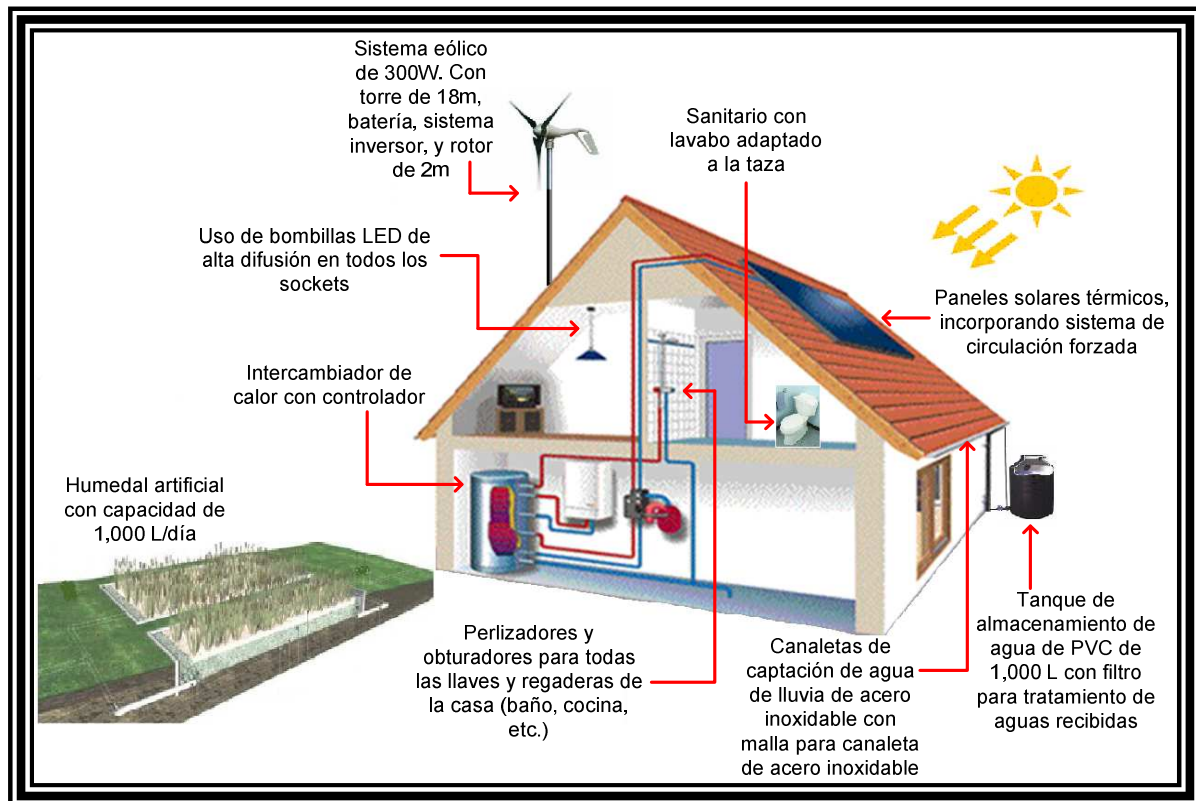 Sistema eólico
de 300W. Con
torre de 18m,
batería, sistema
inversor, y rotor
de 2m
Sanitario con
lavabo adaptado
a la taza
Uso de bombillas LED de
alta difusión en todos los
sockets
Paneles solares térmicos,
incorporando sistema de
circulación forzada
Intercambiador de
calor con controlador
Humedal artificial
con capacidad de
1,000 L/día
Perlizadores y
obturadores para todas
las llaves y regaderas de
la casa (baño, cocina,
etc.)
Canaletas de
captación de agua
de lluvia de acero
inoxidable con
malla para canaleta
de acero inoxidable
Tanque de
almacenamiento de
agua de PVC de
1,000 L con filtro
para tratamiento de
aguas recibidas